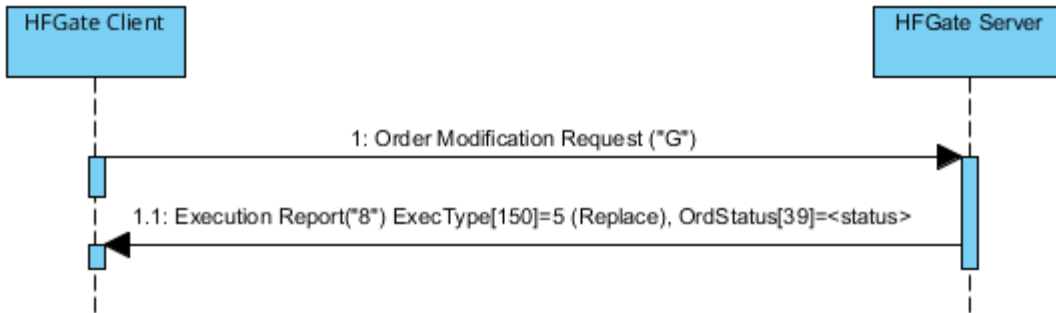 HFGate Client
HFGate Server
1: Order Modification Request ("G")
1.1: Execution Report("8") ExecType[150]=5 (Replace), OrdStatus[39]=<status>